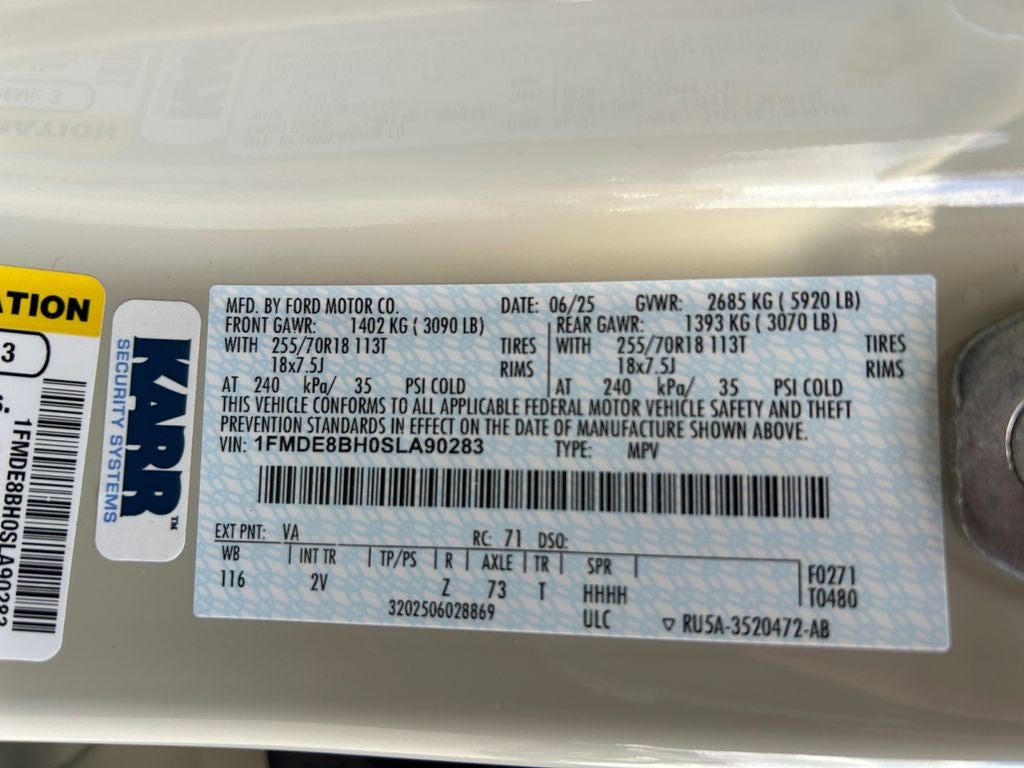 ATION
3
1FMDE8BH0SLA90283
KARR™
SECURITY SYSTEMS
MFD. BY FORD MOTOR CO. DATE: 06/25 GVWR: 2685 KG ( 5920 LB)
FRONT GAWR: 1402 KG ( 3090 LB) REAR GAWR: 1393 KG ( 3070 LB)
WITH 255/70R18 113T TIRES WITH 255/70R18 113T TIRES
18x7.5J RIMS 18x7.5J RIMS
AT 240 kPa/ 35 PSI COLD AT 240 kPa/ 35 PSI COLD
THIS VEHICLE CONFORMS TO ALL APPLICABLE FEDERAL MOTOR VEHICLE SAFETY AND THEFT
PREVENTION STANDARDS IN EFFECT ON THE DATE OF MANUFACTURE SHOWN ABOVE.
VIN: 1FMDE8BH0SLA90283 TYPE: MPV
EXT PNT: VA RC: 71 DSO:
WB INT TR TP/PS R AXLE TR SPR
116 2V Z 73 T HHHH F0271
3202506028869 ULC T0480
▽ RU5A-3520472-AB